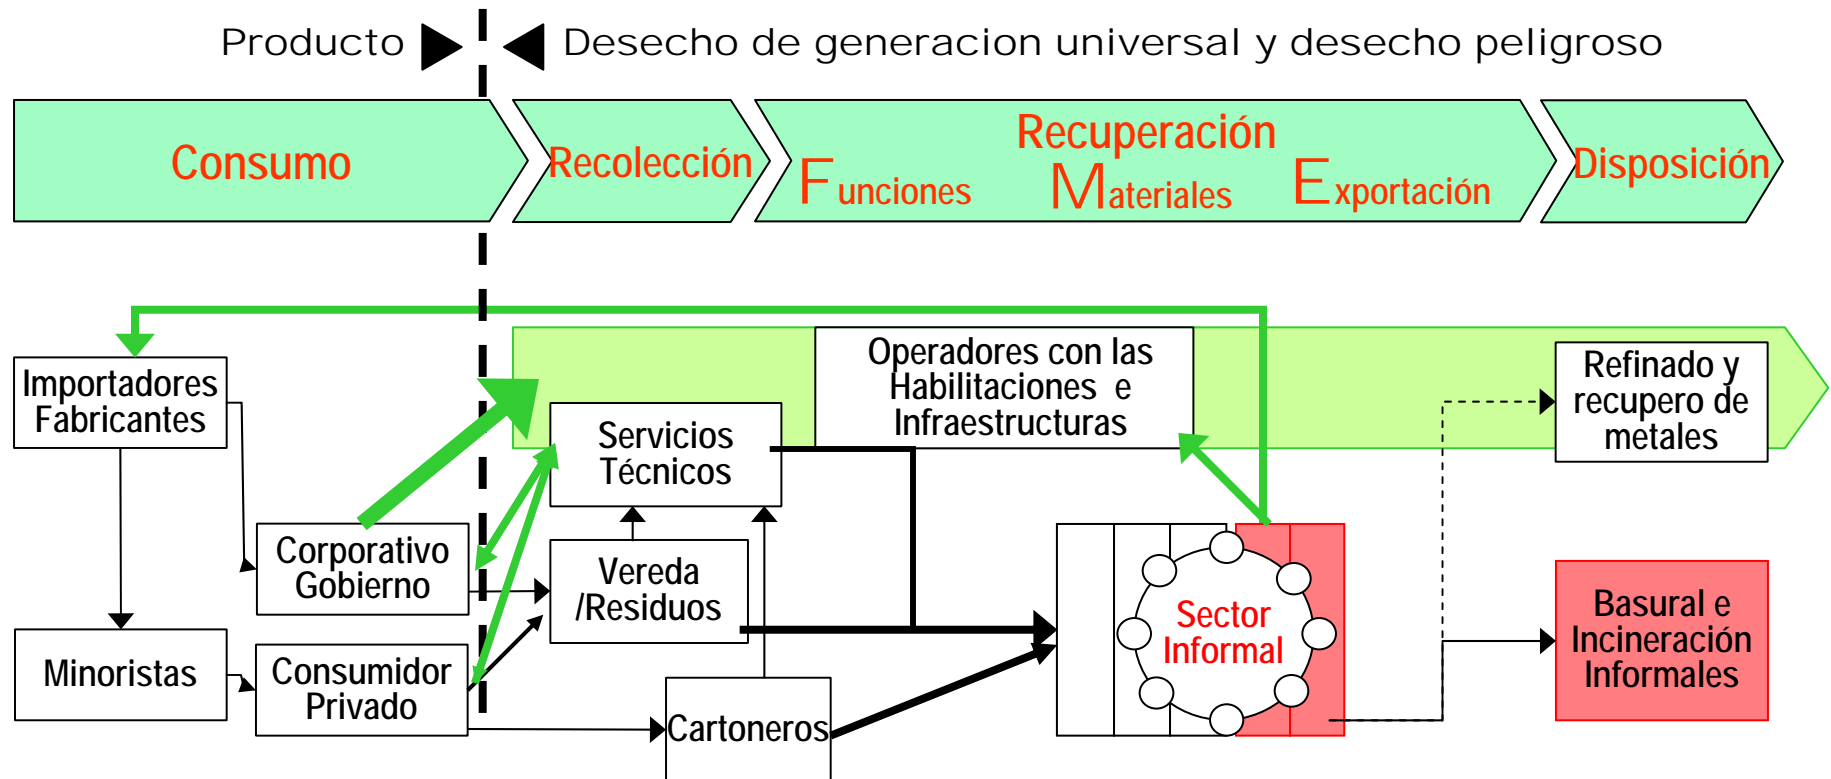 Producto
Desecho de generacion universal y desecho peligroso
Consumo
Recolección
Recuperación
Funciones
Materiales
Exportación
Disposición
Importadores
Fabricantes
Operadores con las
Habilitaciones e
Infraestructuras
Refinado y
recupero de
metales
Servicios
Técnicos
Corporativo
Gobierno
Vereda
/Residuos
Sector
Informal
Basural e
Incineración
Informales
Minoristas
Consumidor
Privado
Cartoneros